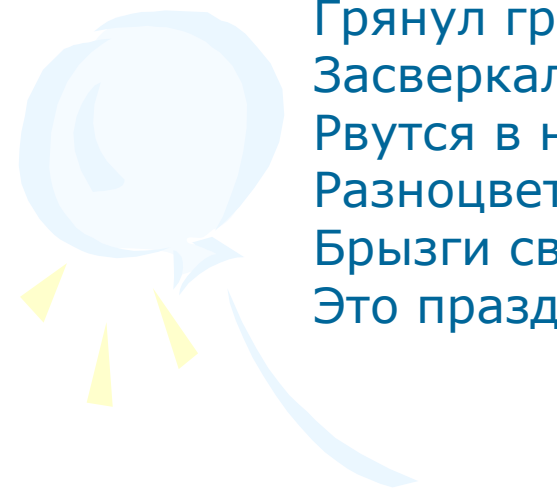 Грянул гр
Засверкал
Рвутся в н
Разноцвет
Брызги св
Это празд